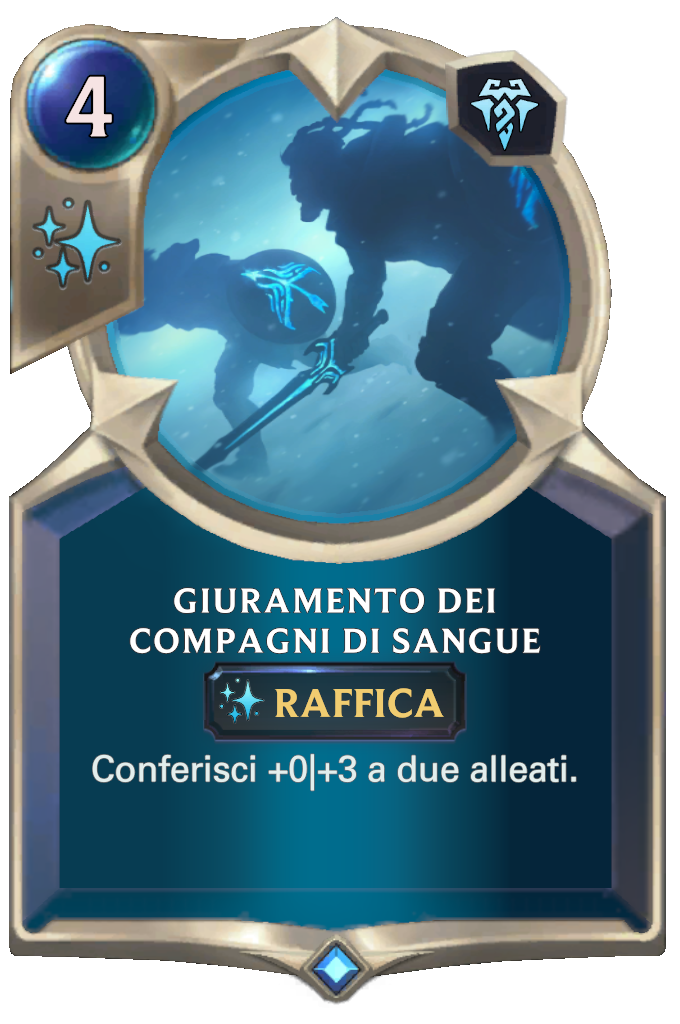 4
GIURAMENTO DEI
COMPAGNI DI SANGUE
RAFFICA
Conferisci +0|+3 a due alleati.